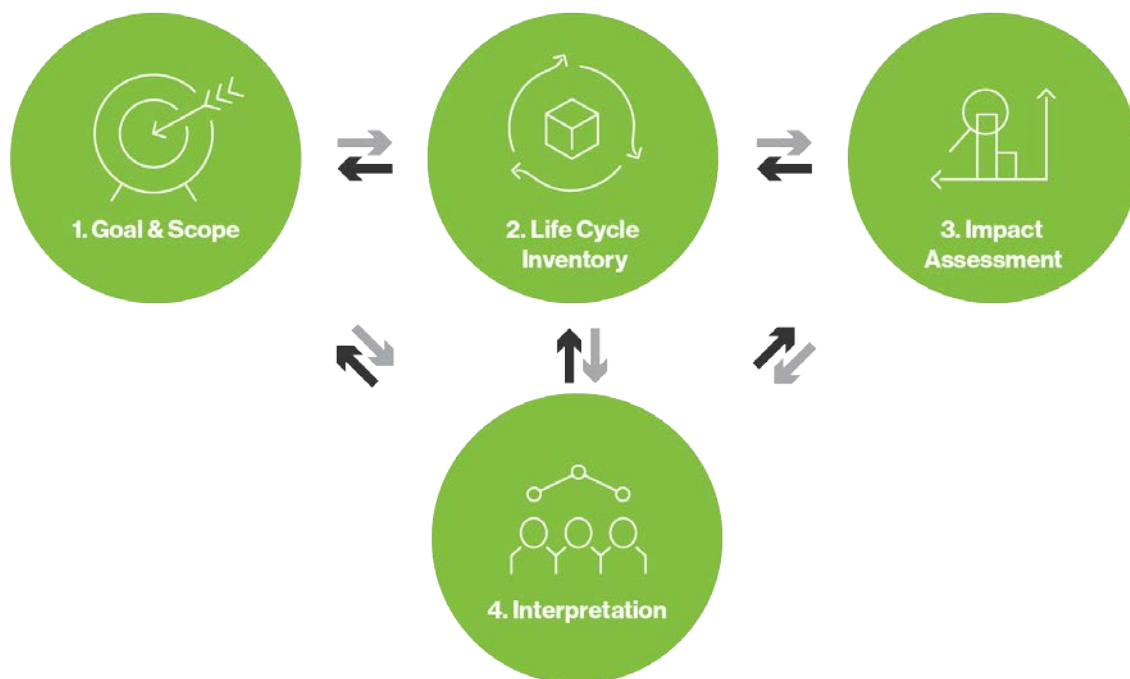 1. Goal & Scope
2. Life Cycle
Inventory
3. Impact
Assessment
4. Interpretation